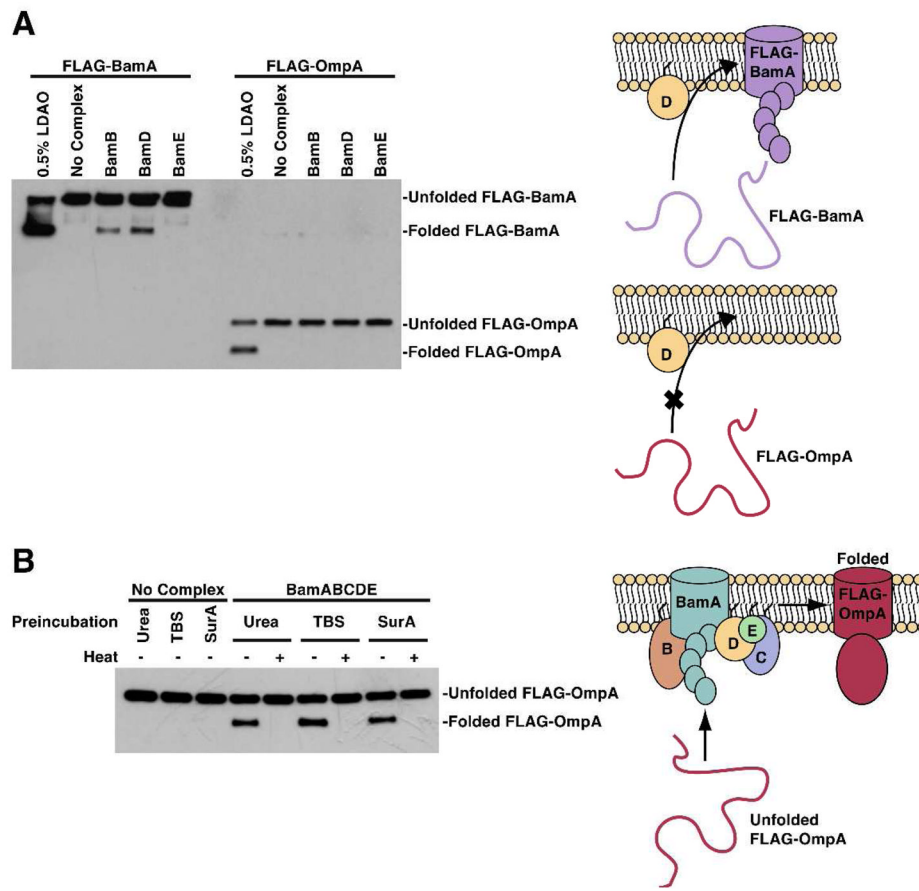 A
FLAG-BamA
FLAG-OmpA
0.5% LDAO
No Complex
BamB
BamD
BamE
0.5% LDAO
No Complex
BamB
BamD
BamE
-Unfolded FLAG-BamA
-Folded FLAG-BamA
-Unfolded FLAG-OmpA
-Folded FLAG-OmpA
FLAG-
BamA
D
FLAG-BamA
D
FLAG-OmpA
B
No Complex
BamABCDE
Preincubation
Urea
TBS
SurA
Urea
TBS
SurA
Heat - - - - + - + - +
-Unfolded FLAG-OmpA
-Folded FLAG-OmpA
Folded
BamA
FLAG-
OmpA
B
D
E
C
Unfolded
FLAG-OmpA